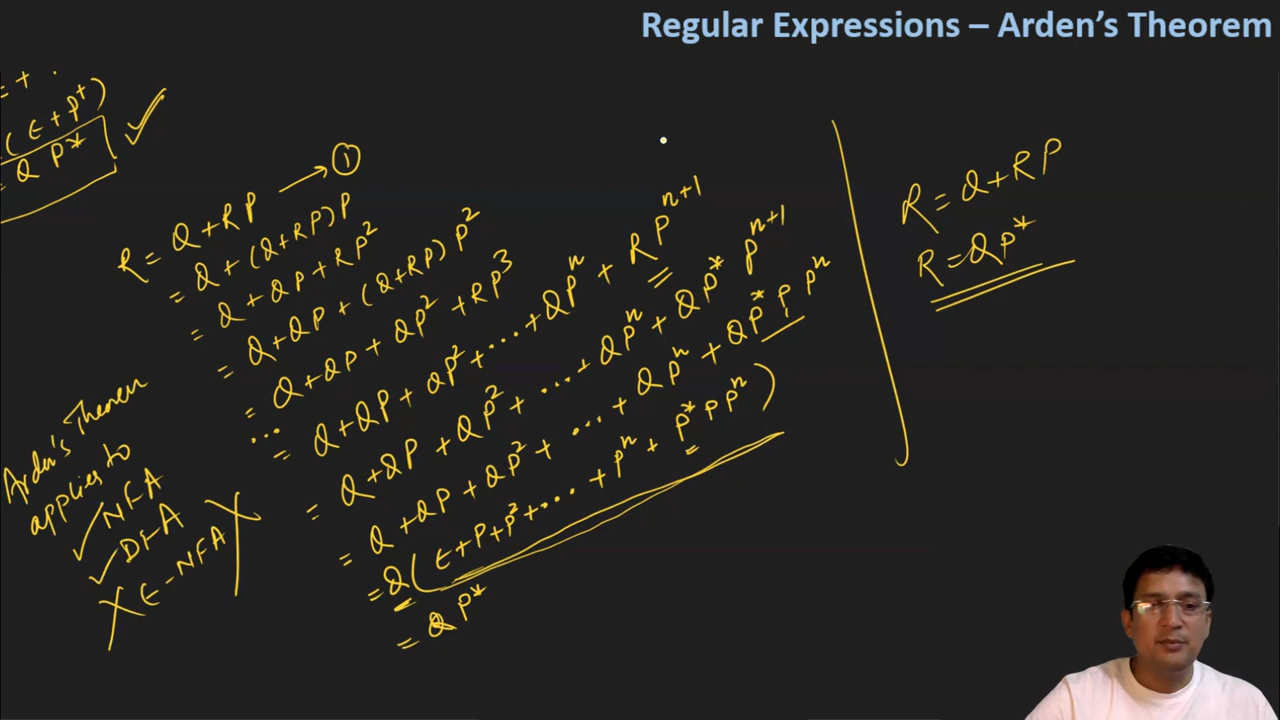 Regular Expressions – Arden's Theorem
= + .
( ϵ + P⁺ )
= Q P*
R = Q + R P → ①
= Q + (Q + RP) P
= Q + QP + RP²
= Q + QP + (Q + RP) P²
= Q + QP + QP² + RP³
...
= Q + QP + QP² + ... + QPⁿ + RPⁿ⁺¹
= Q + QP + QP² + ... + QPⁿ + QP* Pⁿ⁺¹
= Q + QP + QP² + ... + QPⁿ + QP* P Pⁿ
= Q ( ϵ + P + P² + ... + Pⁿ + P* P Pⁿ )
= Q P*
Arden's Theorem
applies to
✓ NFA
✓ DFA
X ϵ-NFA X
R = Q + R P
R = QP*